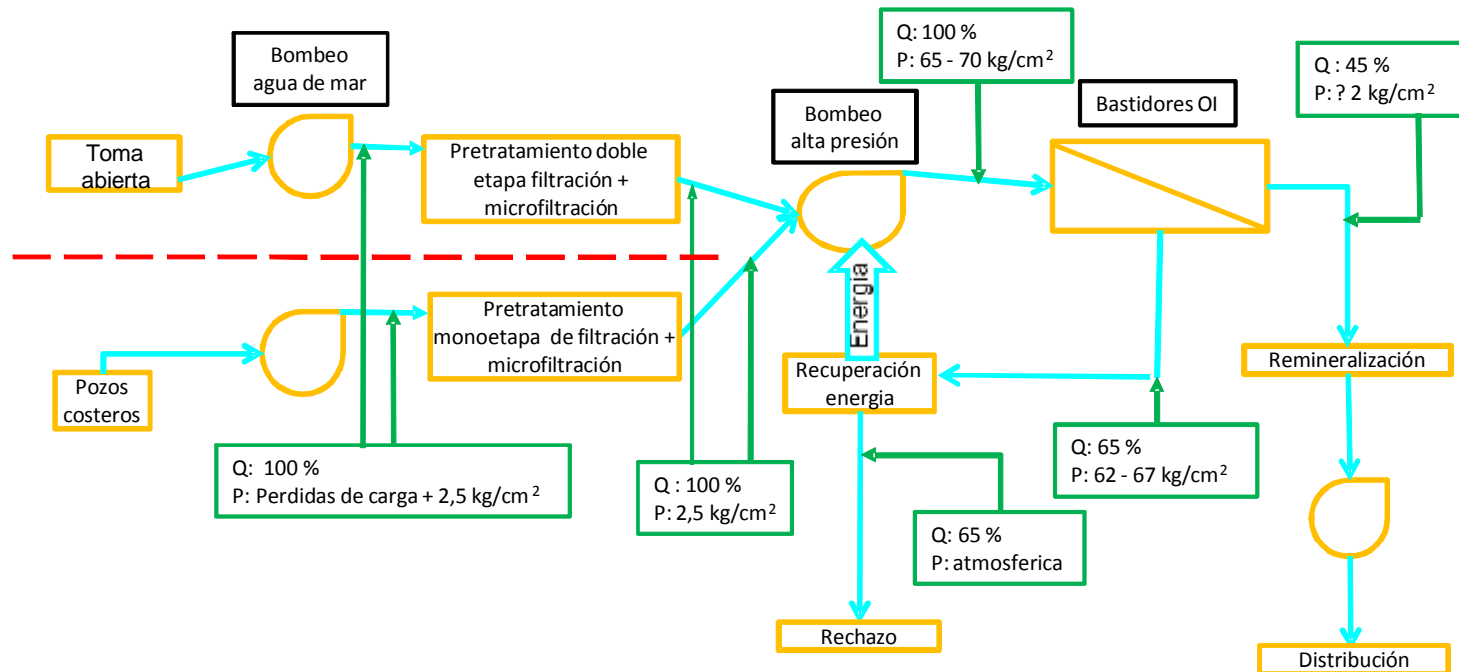 Bombeo
agua de mar
Q: 100 %
P: 65 - 70 kg/cm²
Q : 45 %
P: ? 2 kg/cm²
Bombeo
alta presión
Bastidores OI
Toma
abierta
Pretratamiento doble
etapa filtración +
microfiltración
Energia
Pretratamiento
monoetapa de filtración +
microfiltración
Pozos
costeros
Recuperación
energia
Remineralización
Q: 100 %
P: Perdidas de carga + 2,5 kg/cm²
Q : 100 %
P: 2,5 kg/cm²
Q: 65 %
P: 62 - 67 kg/cm²
Q: 65 %
P: atmosferica
Rechazo
Distribución